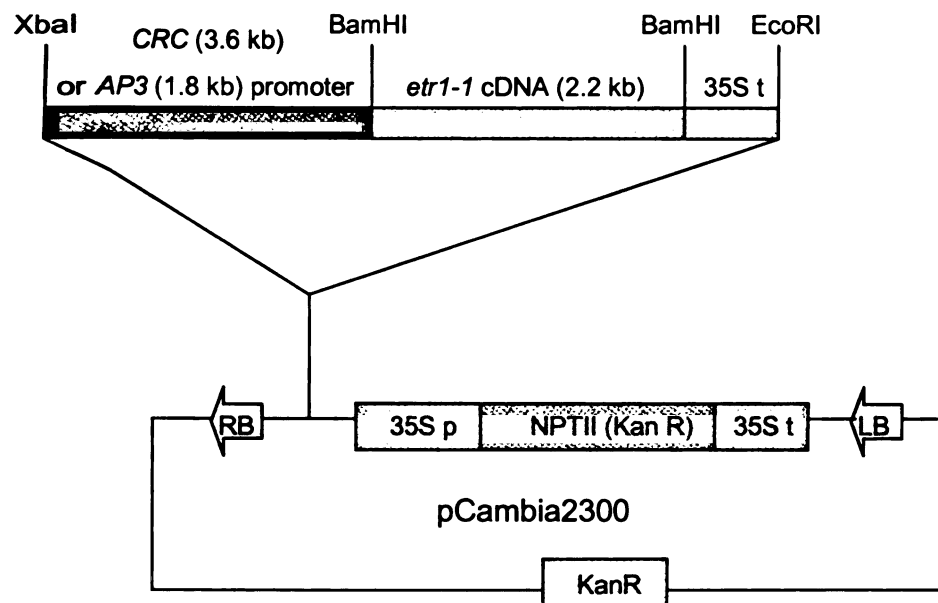 XbaI CRC (3.6 kb) BamHI BamHI EcoRI
or AP3 (1.8 kb) promoter etr1-1 cDNA (2.2 kb) 35S t
RB 35S p NPTII (Kan R) 35S t LB
pCambia2300
KanR